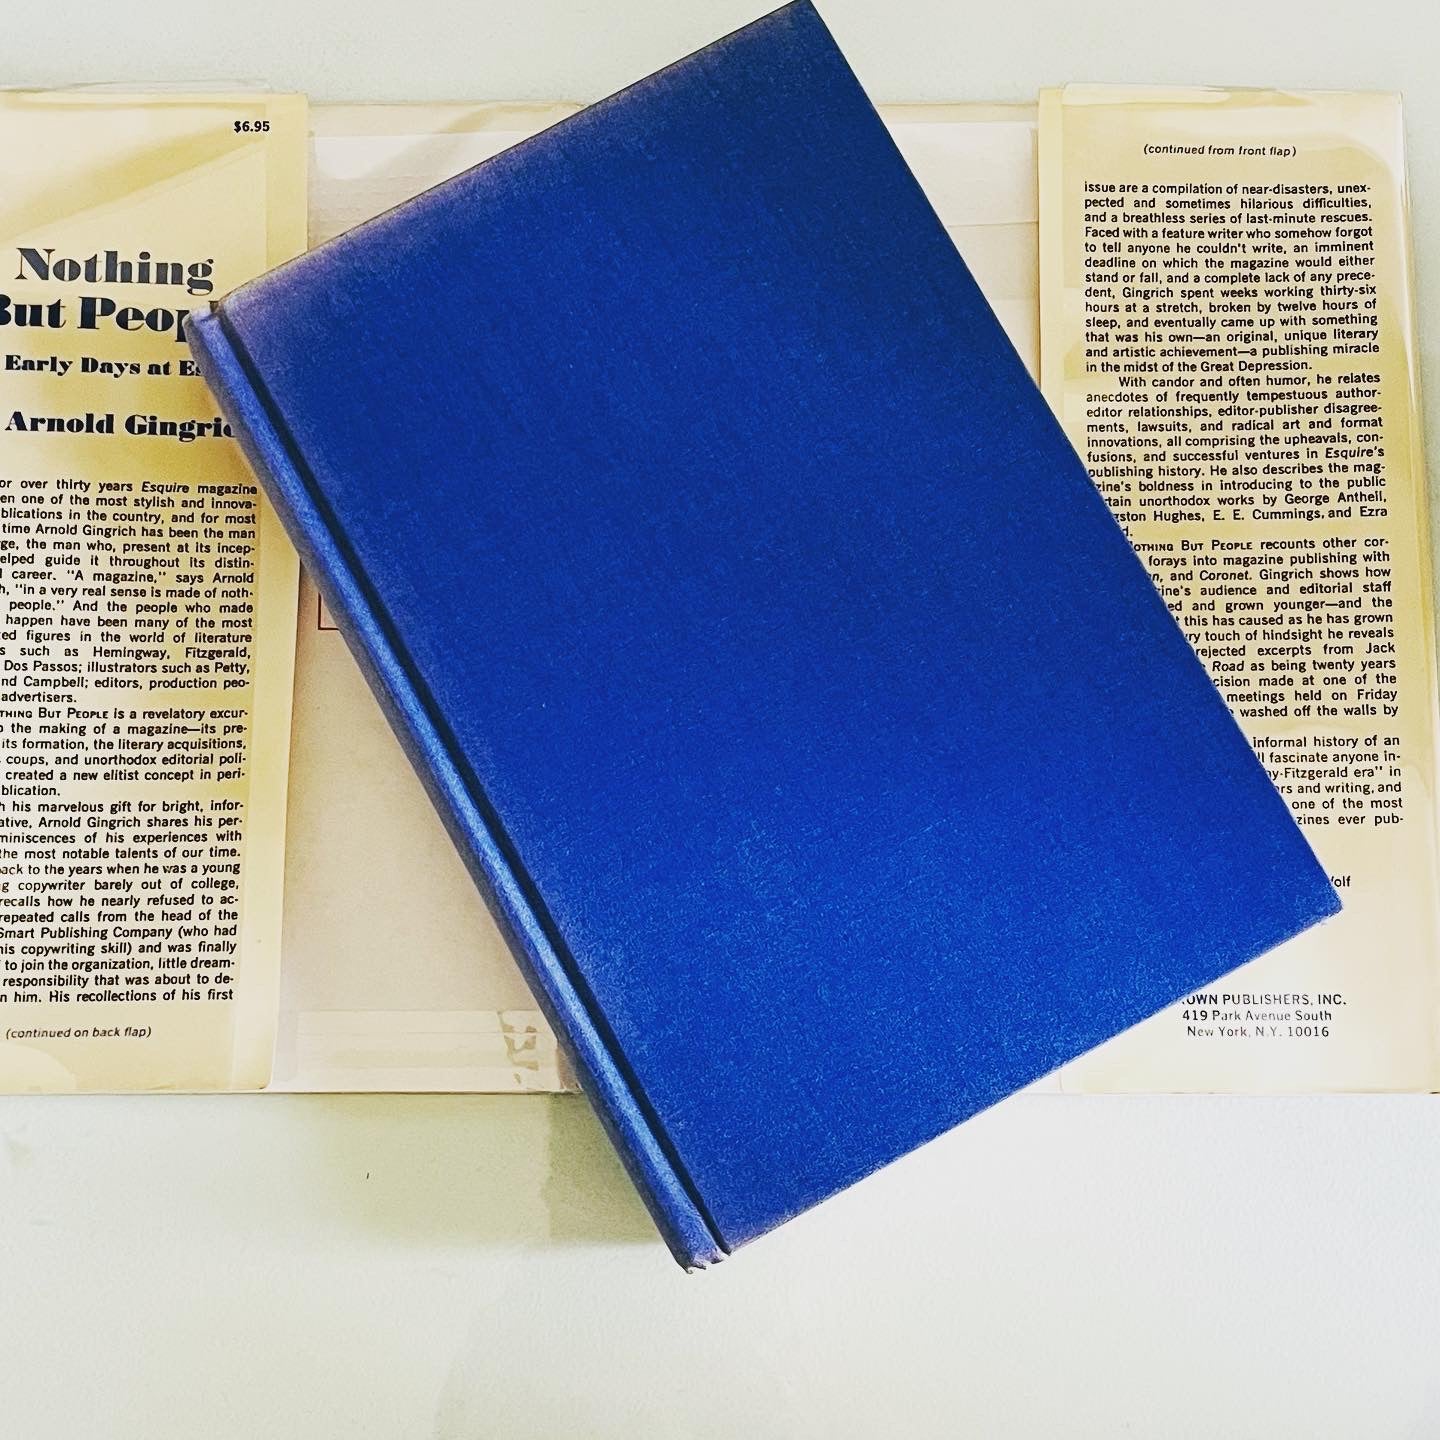 $6.95
Nothing
But Peop
Early Days at Es
Arnold Gingric
or over thirty years Esquire magazine
en one of the most stylish and innova-
blications in the country, and for most
time Arnold Gingrich has been the man
ge, the man who, present at its incep-
elped guide it throughout its distin-
l career. "A magazine," says Arnold
h, "in a very real sense is made of noth-
people." And the people who made
happen have been many of the most
ed figures in the world of literature
s such as Hemingway, Fitzgerald,
Dos Passos; illustrators such as Petty,
nd Campbell; editors, production peo-
advertisers.
THING BUT PEOPLE is a revelatory excur-
o the making of a magazine—its pre-
its formation, the literary acquisitions,
coups, and unorthodox editorial poli-
created a new elitist concept in peri-
blication.
h his marvelous gift for bright, infor-
ative, Arnold Gingrich shares his per-
miniscences of his experiences with
the most notable talents of our time.
ack to the years when he was a young
g copywriter barely out of college,
recalls how he nearly refused to ac-
repeated calls from the head of the
Smart Publishing Company (who had
his copywriting skill) and was finally
to join the organization, little dream-
responsibility that was about to de-
n him. His recollections of his first
(continued on back flap)
(continued from front flap)
issue are a compilation of near-disasters, unex-
pected and sometimes hilarious difficulties,
and a breathless series of last-minute rescues.
Faced with a feature writer who somehow forgot
to tell anyone he couldn't write, an imminent
deadline on which the magazine would either
stand or fall, and a complete lack of any prece-
dent, Gingrich spent weeks working thirty-six
hours at a stretch, broken by twelve hours of
sleep, and eventually came up with something
that was his own—an original, unique literary
and artistic achievement—a publishing miracle
in the midst of the Great Depression.
With candor and often humor, he relates
anecdotes of frequently tempestuous author-
editor relationships, editor-publisher disagree-
ments, lawsuits, and radical art and format
innovations, all comprising the upheavals, con-
fusions, and successful ventures in Esquire's
publishing history. He also describes the mag-
zine's boldness in introducing to the public
tain unorthodox works by George Antheil,
gston Hughes, E. E. Cummings, and Ezra
d.
OTHING BUT PEOPLE recounts other cor-
forays into magazine publishing with
n, and Coronet. Gingrich shows how
ine's audience and editorial staff
ed and grown younger—and the
t this has caused as he has grown
wry touch of hindsight he reveals
rejected excerpts from Jack
Road as being twenty years
cision made at one of the
meetings held on Friday
washed off the walls by
informal history of an
ll fascinate anyone in-
ay-Fitzgerald era" in
ers and writing, and
one of the most
zines ever pub-
Wolf
OWN PUBLISHERS, INC.
419 Park Avenue South
New York, N.Y. 10016